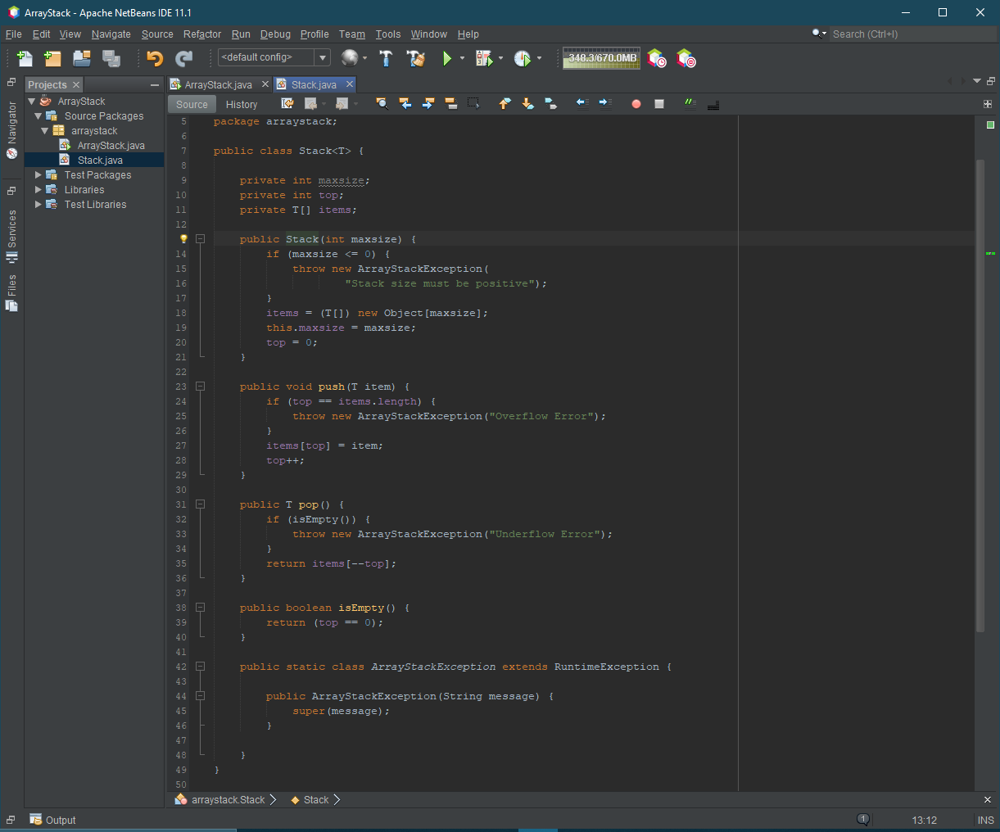 ArrayStack - Apache NetBeans IDE 11.1
File Edit View Navigate Source Refactor Run Debug Profile Team Tools Window Help
Search (Ctrl+I)
<default config>
348.3/670.0MB
Navigator
Services
Files
Projects
ArrayStack
Source Packages
arraystack
ArrayStack.java
Stack.java
Test Packages
Libraries
Test Libraries
ArrayStack.java Stack.java
Source History
5 package arraystack;
6
7 public class Stack<T> {
8
9     private int maxsize;
10     private int top;
11     private T[] items;
12
    public Stack(int maxsize) {
14         if (maxsize <= 0) {
15             throw new ArrayStackException(
16                     "Stack size must be positive");
17         }
18         items = (T[]) new Object[maxsize];
19         this.maxsize = maxsize;
20         top = 0;
21     }
22
23     public void push(T item) {
24         if (top == items.length) {
25             throw new ArrayStackException("Overflow Error");
26         }
27         items[top] = item;
28         top++;
29     }
30
31     public T pop() {
32         if (isEmpty()) {
33             throw new ArrayStackException("Underflow Error");
34         }
35         return items[--top];
36     }
37
38     public boolean isEmpty() {
39         return (top == 0);
40     }
41
42     public static class ArrayStackException extends RuntimeException {
43
44         public ArrayStackException(String message) {
45             super(message);
46         }
47
48     }
49 }
50
arraystack.Stack Stack
Output
1
13:12
INS